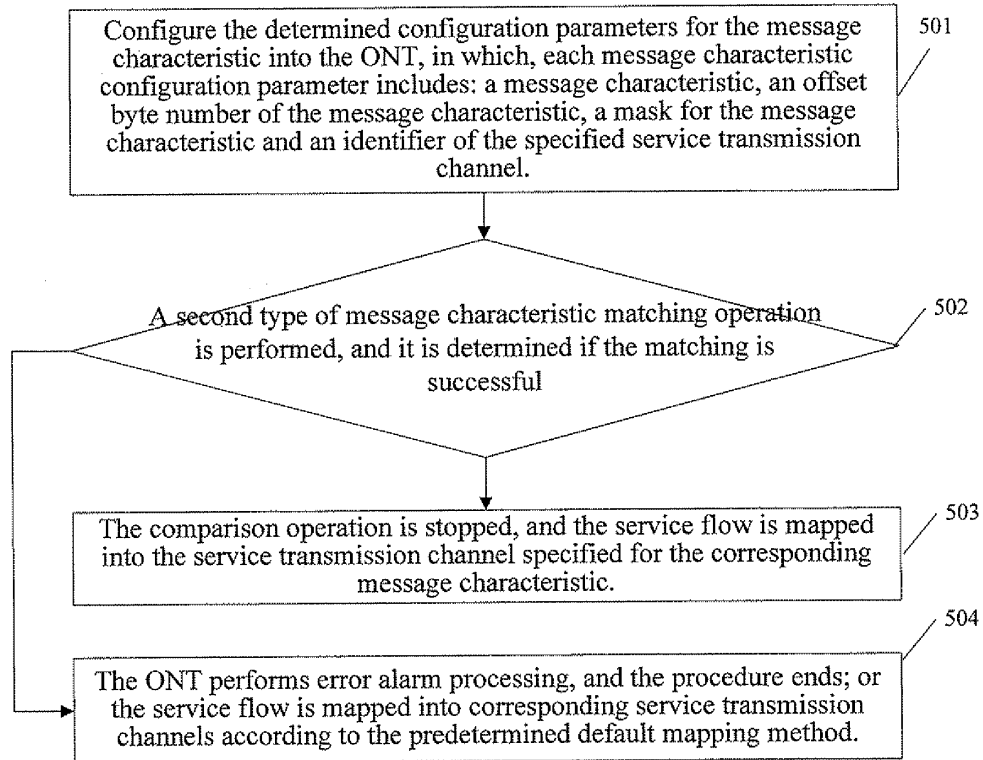 Configure the determined configuration parameters for the message
characteristic into the ONT, in which, each message characteristic
configuration parameter includes: a message characteristic, an offset
byte number of the message characteristic, a mask for the message
characteristic and an identifier of the specified service transmission
channel.
501
A second type of message characteristic matching operation
is performed, and it is determined if the matching is
successful
502
The comparison operation is stopped, and the service flow is mapped
into the service transmission channel specified for the corresponding
message characteristic.
503
The ONT performs error alarm processing, and the procedure ends; or
the service flow is mapped into corresponding service transmission
channels according to the predetermined default mapping method.
504